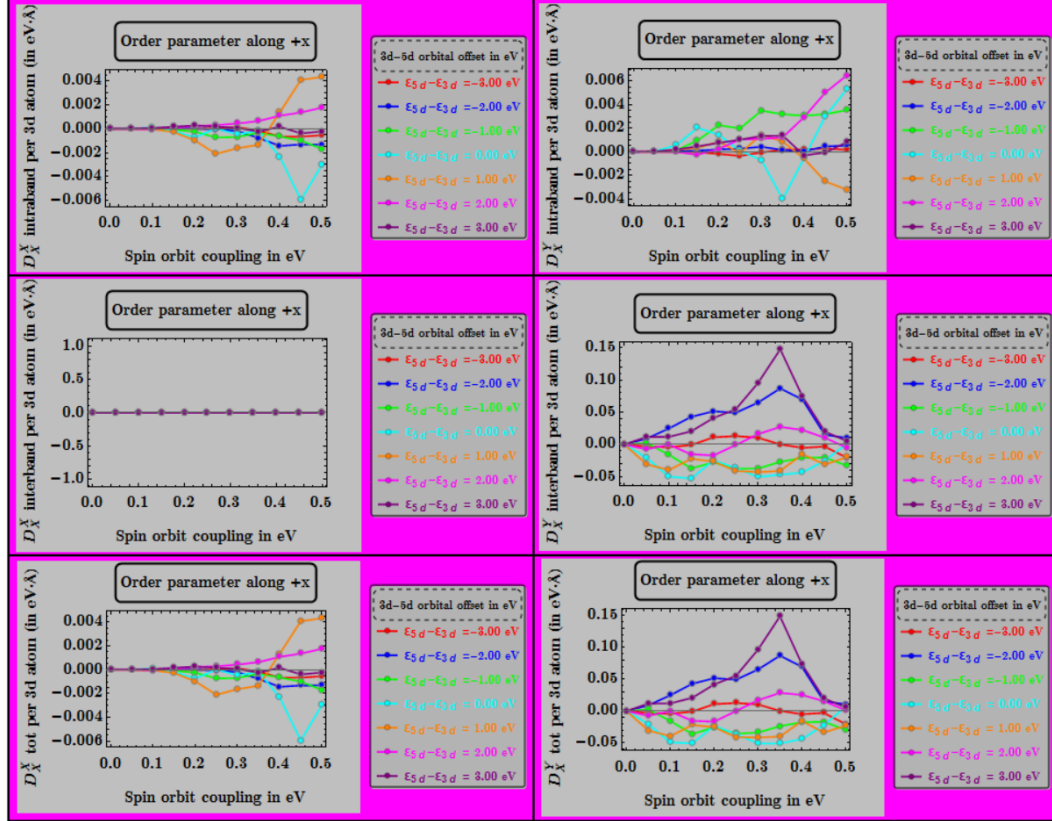 D_X^X intraband per 3d atom (in eV·Å)
Order parameter along +x
0.004
0.002
0.000
−0.002
−0.004
−0.006
0.0 0.1 0.2 0.3 0.4 0.5
Spin orbit coupling in eV
3d−5d orbital offset in eV
ε5d−ε3d =−3.00 eV
ε5d−ε3d =−2.00 eV
ε5d−ε3d =−1.00 eV
ε5d−ε3d = 0.00 eV
ε5d−ε3d = 1.00 eV
ε5d−ε3d = 2.00 eV
ε5d−ε3d = 3.00 eV
D_X^Y intraband per 3d atom (in eV·Å)
Order parameter along +x
0.006
0.004
0.002
0.000
−0.002
−0.004
0.0 0.1 0.2 0.3 0.4 0.5
Spin orbit coupling in eV
3d−5d orbital offset in eV
ε5d−ε3d =−3.00 eV
ε5d−ε3d =−2.00 eV
ε5d−ε3d =−1.00 eV
ε5d−ε3d = 0.00 eV
ε5d−ε3d = 1.00 eV
ε5d−ε3d = 2.00 eV
ε5d−ε3d = 3.00 eV
D_X^X interband per 3d atom (in eV·Å)
Order parameter along +x
1.0
0.5
0.0
−0.5
−1.0
0.0 0.1 0.2 0.3 0.4 0.5
Spin orbit coupling in eV
3d−5d orbital offset in eV
ε5d−ε3d =−3.00 eV
ε5d−ε3d =−2.00 eV
ε5d−ε3d =−1.00 eV
ε5d−ε3d = 0.00 eV
ε5d−ε3d = 1.00 eV
ε5d−ε3d = 2.00 eV
ε5d−ε3d = 3.00 eV
D_X^Y interband per 3d atom (in eV·Å)
Order parameter along +x
0.15
0.10
0.05
0.00
−0.05
0.0 0.1 0.2 0.3 0.4 0.5
Spin orbit coupling in eV
3d−5d orbital offset in eV
ε5d−ε3d =−3.00 eV
ε5d−ε3d =−2.00 eV
ε5d−ε3d =−1.00 eV
ε5d−ε3d = 0.00 eV
ε5d−ε3d = 1.00 eV
ε5d−ε3d = 2.00 eV
ε5d−ε3d = 3.00 eV
D_X^X tot per 3d atom (in eV·Å)
Order parameter along +x
0.004
0.002
0.000
−0.002
−0.004
−0.006
0.0 0.1 0.2 0.3 0.4 0.5
Spin orbit coupling in eV
3d−5d orbital offset in eV
ε5d−ε3d =−3.00 eV
ε5d−ε3d =−2.00 eV
ε5d−ε3d =−1.00 eV
ε5d−ε3d = 0.00 eV
ε5d−ε3d = 1.00 eV
ε5d−ε3d = 2.00 eV
ε5d−ε3d = 3.00 eV
D_X^Y tot per 3d atom (in eV·Å)
Order parameter along +x
0.15
0.10
0.05
0.00
−0.05
0.0 0.1 0.2 0.3 0.4 0.5
Spin orbit coupling in eV
3d−5d orbital offset in eV
ε5d−ε3d =−3.00 eV
ε5d−ε3d =−2.00 eV
ε5d−ε3d =−1.00 eV
ε5d−ε3d = 0.00 eV
ε5d−ε3d = 1.00 eV
ε5d−ε3d = 2.00 eV
ε5d−ε3d = 3.00 eV